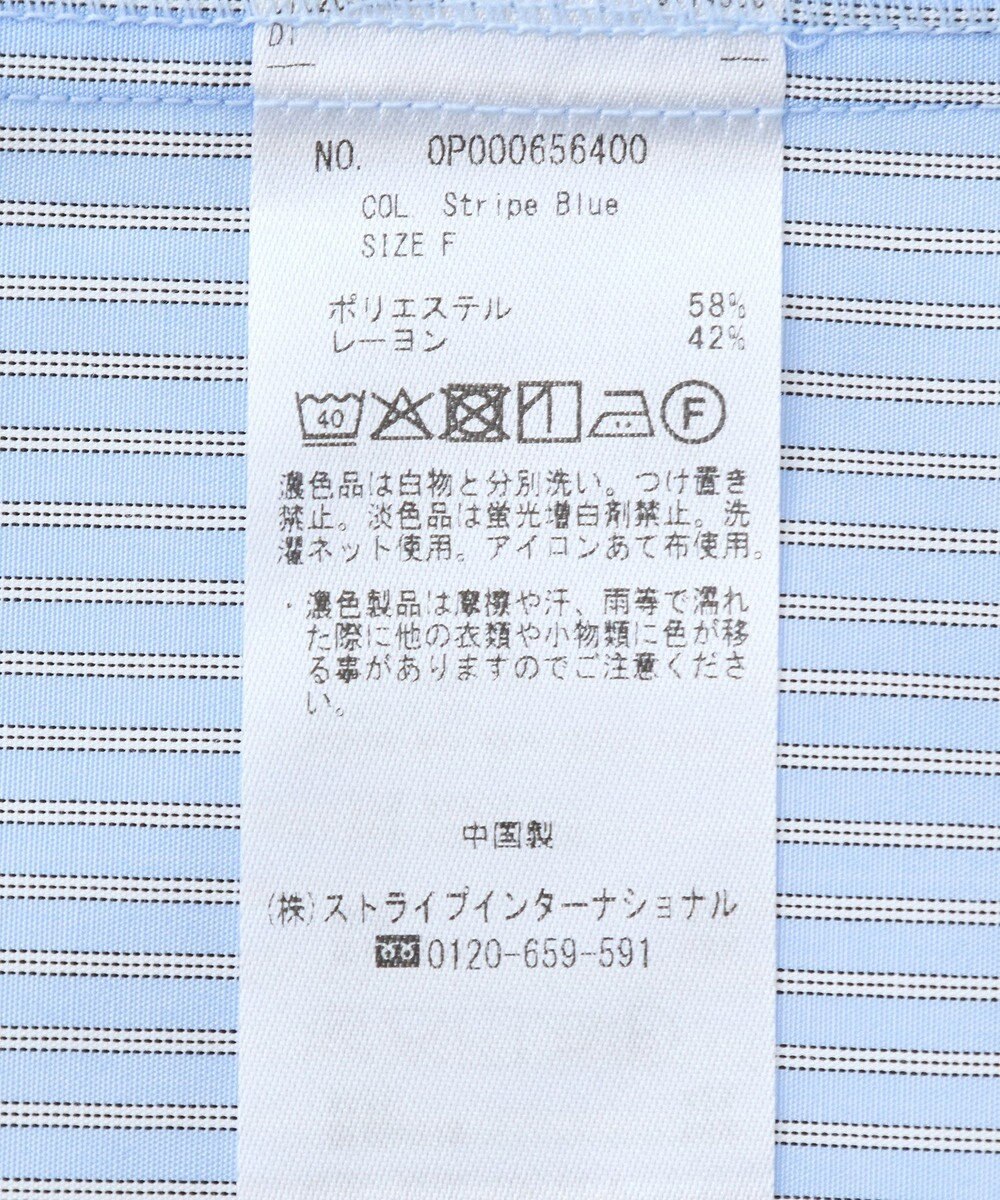 NO. OP000656400
COL Stripe Blue
SIZE F
ポリエステル 58%
レーヨン 42%
40
F
濃色品は白物と分別洗い。つけ置き
禁止。淡色品は蛍光増白剤禁止。洗
濯ネット使用。アイロンあて布使用。
・濃色製品は摩擦や汗、雨等で濡れ
た際に他の衣類や小物類に色が移
る事がありますのでご注意くださ
い。
中国製
(株)ストライプインターナショナル
0120-659-591